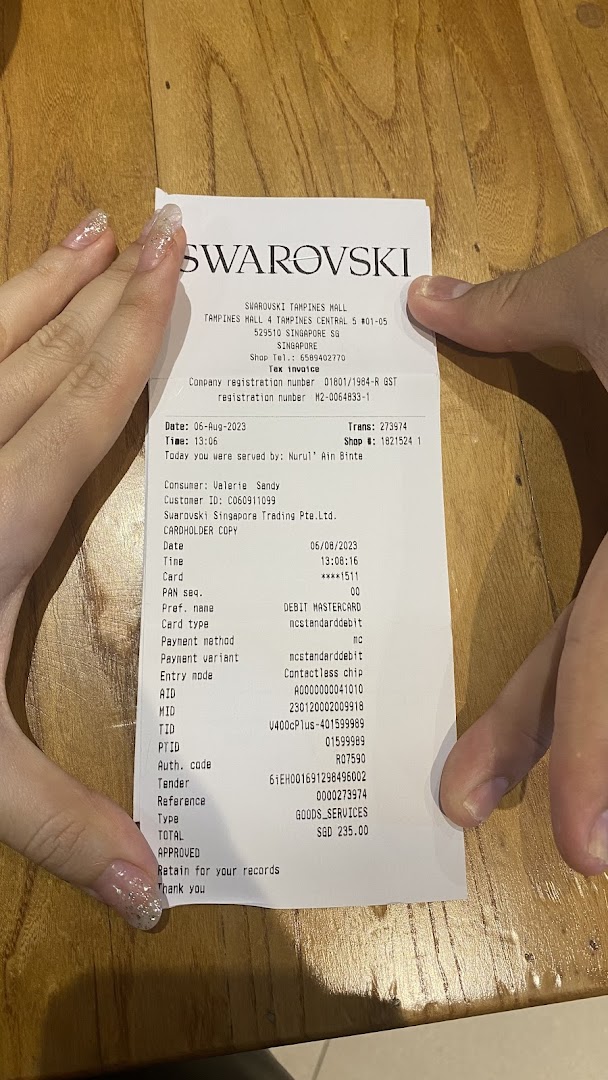 SWAROVSKI
SWAROVSKI TAMPINES MALL
TAMPINES MALL 4 TAMPINES CENTRAL 5 #01-05
529510 SINGAPORE SG
SINGAPORE
Shop Tel.: 6589402770
Tax invoice
Company registration number 01801/1984-R GST
registration number M2-0064833-1
Date: 06-Aug-2023 Trans: 273974
Time: 13:06 Shop #: 1821524 1
Today you were served by: Nurul' Ain Binte
Consumer: Valerie Sandy
Customer ID: C060911099
Swarovski Singapore Trading Pte.Ltd.
CARDHOLDER COPY
Date 06/08/2023
Time 13:08:16
Card ****1511
PAN seq. 00
Pref. name DEBIT MASTERCARD
Card type mcstandarddebit
Payment method mc
Payment variant mcstandarddebit
Entry mode Contactless chip
AID A0000000041010
MID 230120002009918
TID V400cPlus-401599989
PTID 01599989
Auth. code R07590
Tender 6iEH001691298496002
Reference 0000273974
Type GOODS_SERVICES
TOTAL SGD 235.00
APPROVED
Retain for your records
Thank you